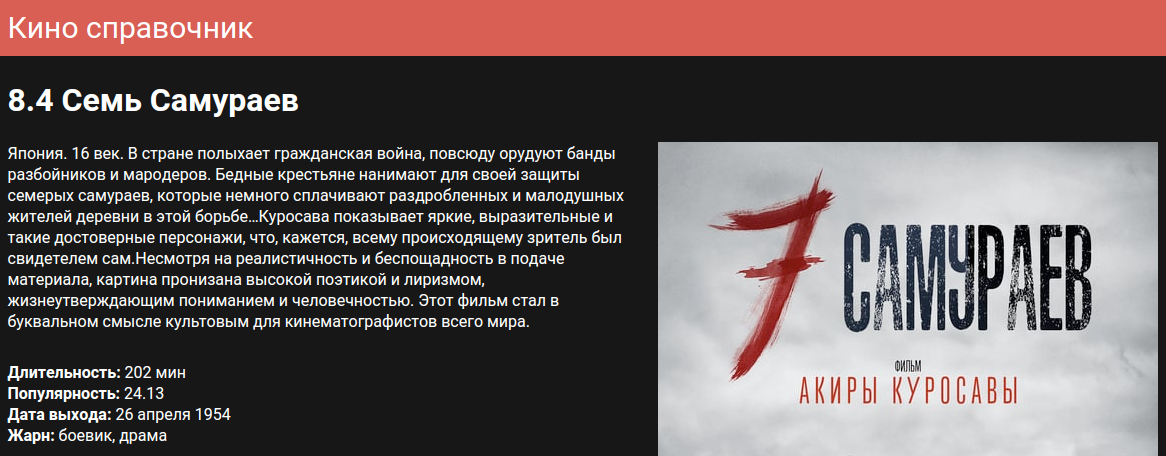 Кино справочник
8.4 Семь Самураев
Япония. 16 век. В стране полыхает гражданская война, повсюду орудуют банды
разбойников и мародеров. Бедные крестьяне нанимают для своей защиты
семерых самураев, которые немного сплачивают раздробленных и малодушных
жителей деревни в этой борьбе…Куросава показывает яркие, выразительные и
такие достоверные персонажи, что, кажется, всему происходящему зритель был
свидетелем сам.Несмотря на реалистичность и беспощадность в подаче
материала, картина пронизана высокой поэтикой и лиризмом,
жизнеутверждающим пониманием и человечностью. Этот фильм стал в
буквальном смысле культовым для кинематографистов всего мира.
Длительность: 202 мин
Популярность: 24.13
Дата выхода: 26 апреля 1954
Жарн: боевик, драма
7 САМУРАЕВ
ФИЛЬМ
АКИРЫ КУРОСАВЫ